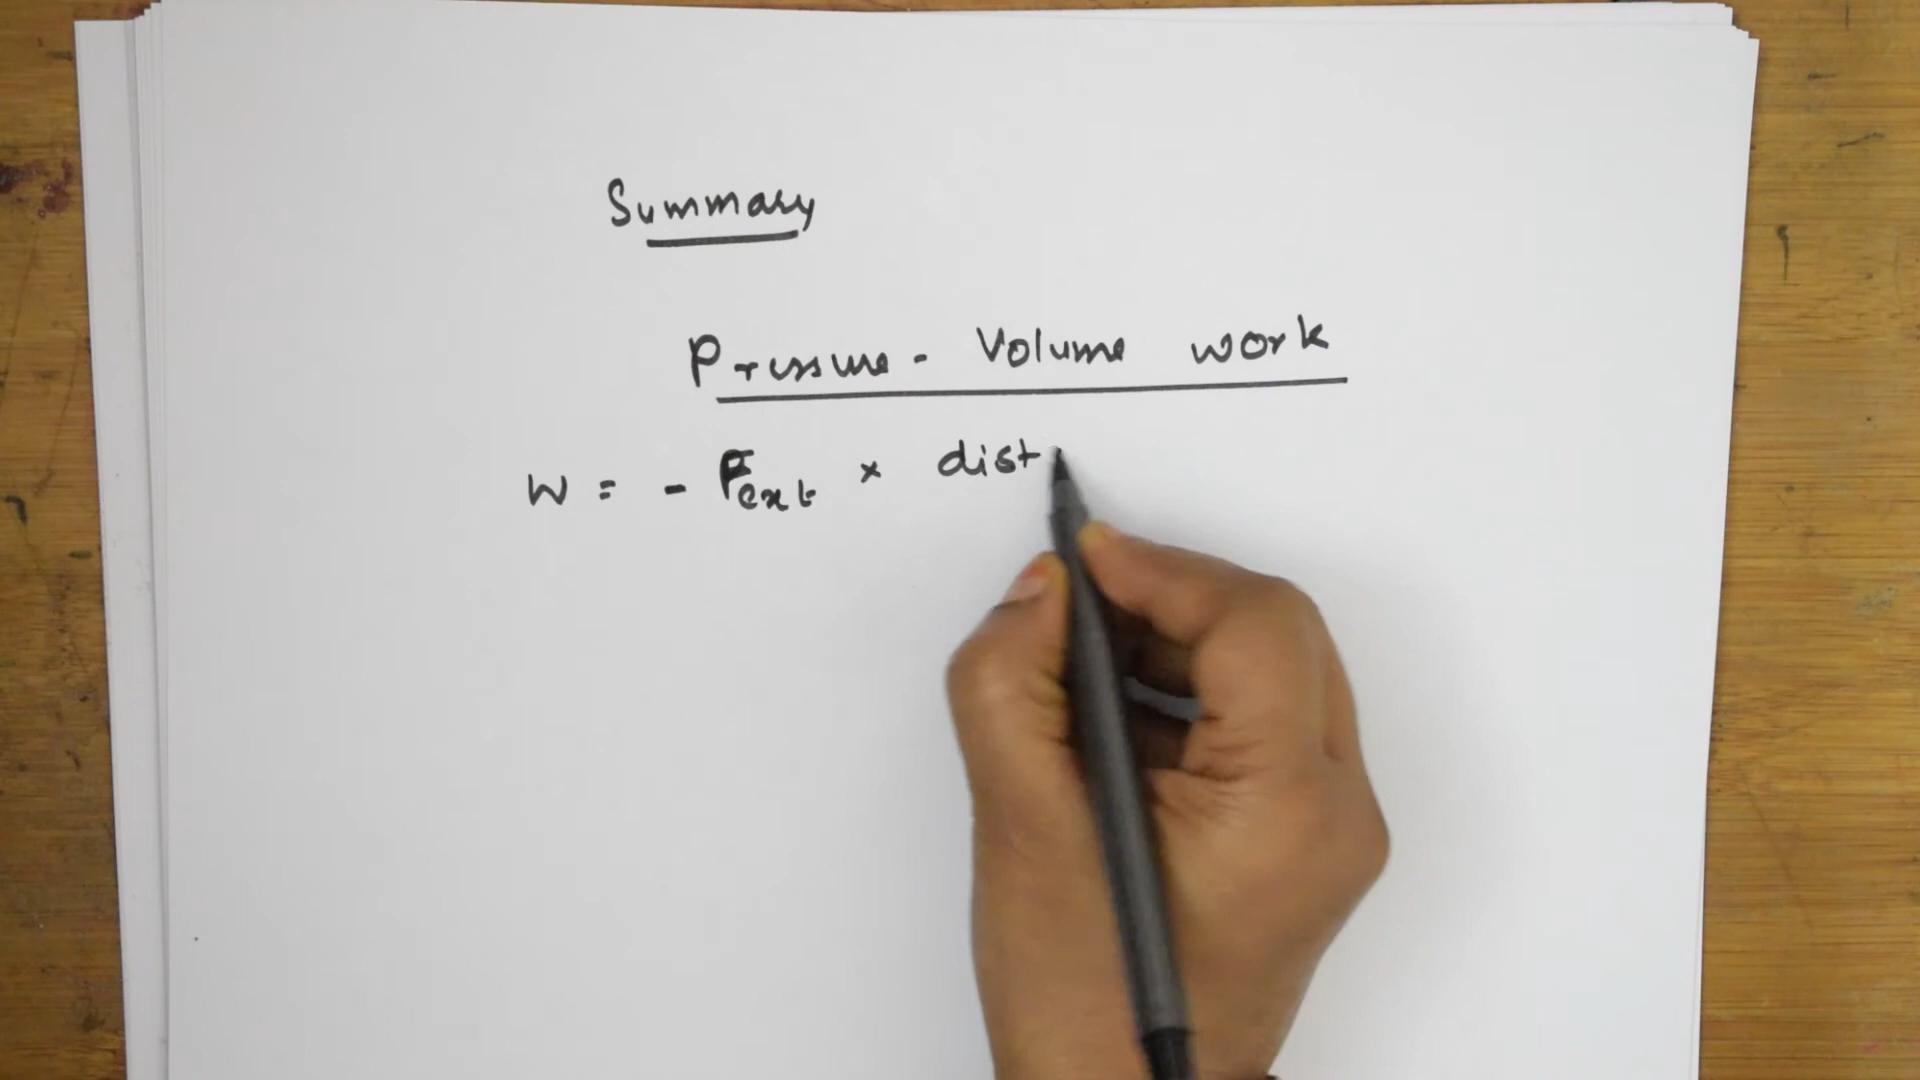 Summary
Pressure - Volume work
W = - Fext × dist